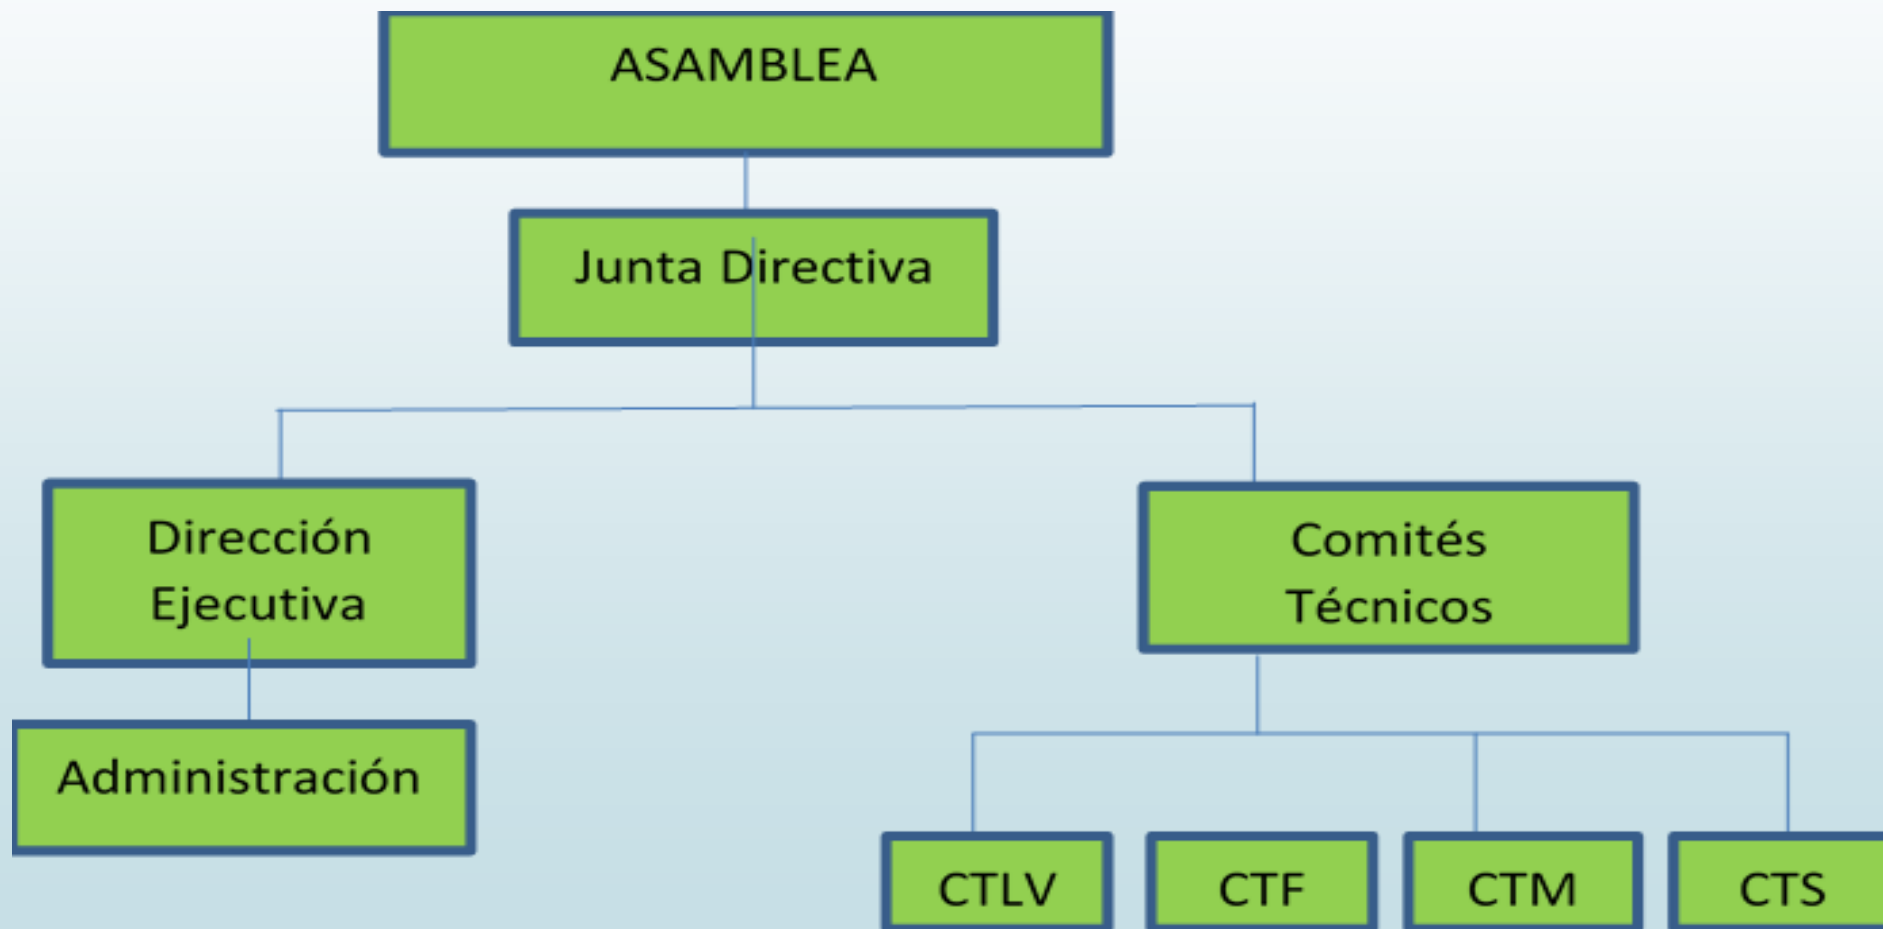 ASAMBLEA
Junta Directiva
Dirección
Ejecutiva
Comités
Técnicos
Administración
CTLV
CTF
CTM
CTS